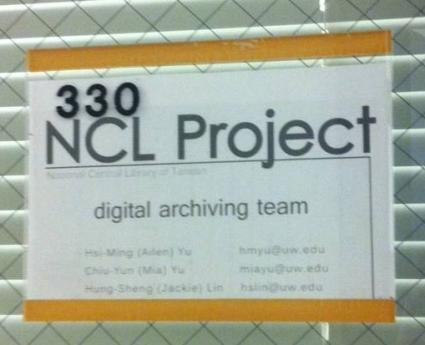 330
NCL Project
National Central Library of Taiwan
digital archiving team
Hsi-Ming (Ailen) Yu hmyu@uw.edu
Chiu-Yun (Mia) Yu miayu@uw.edu
Hung-Sheng (Jackie) Lin hslin@uw.edu